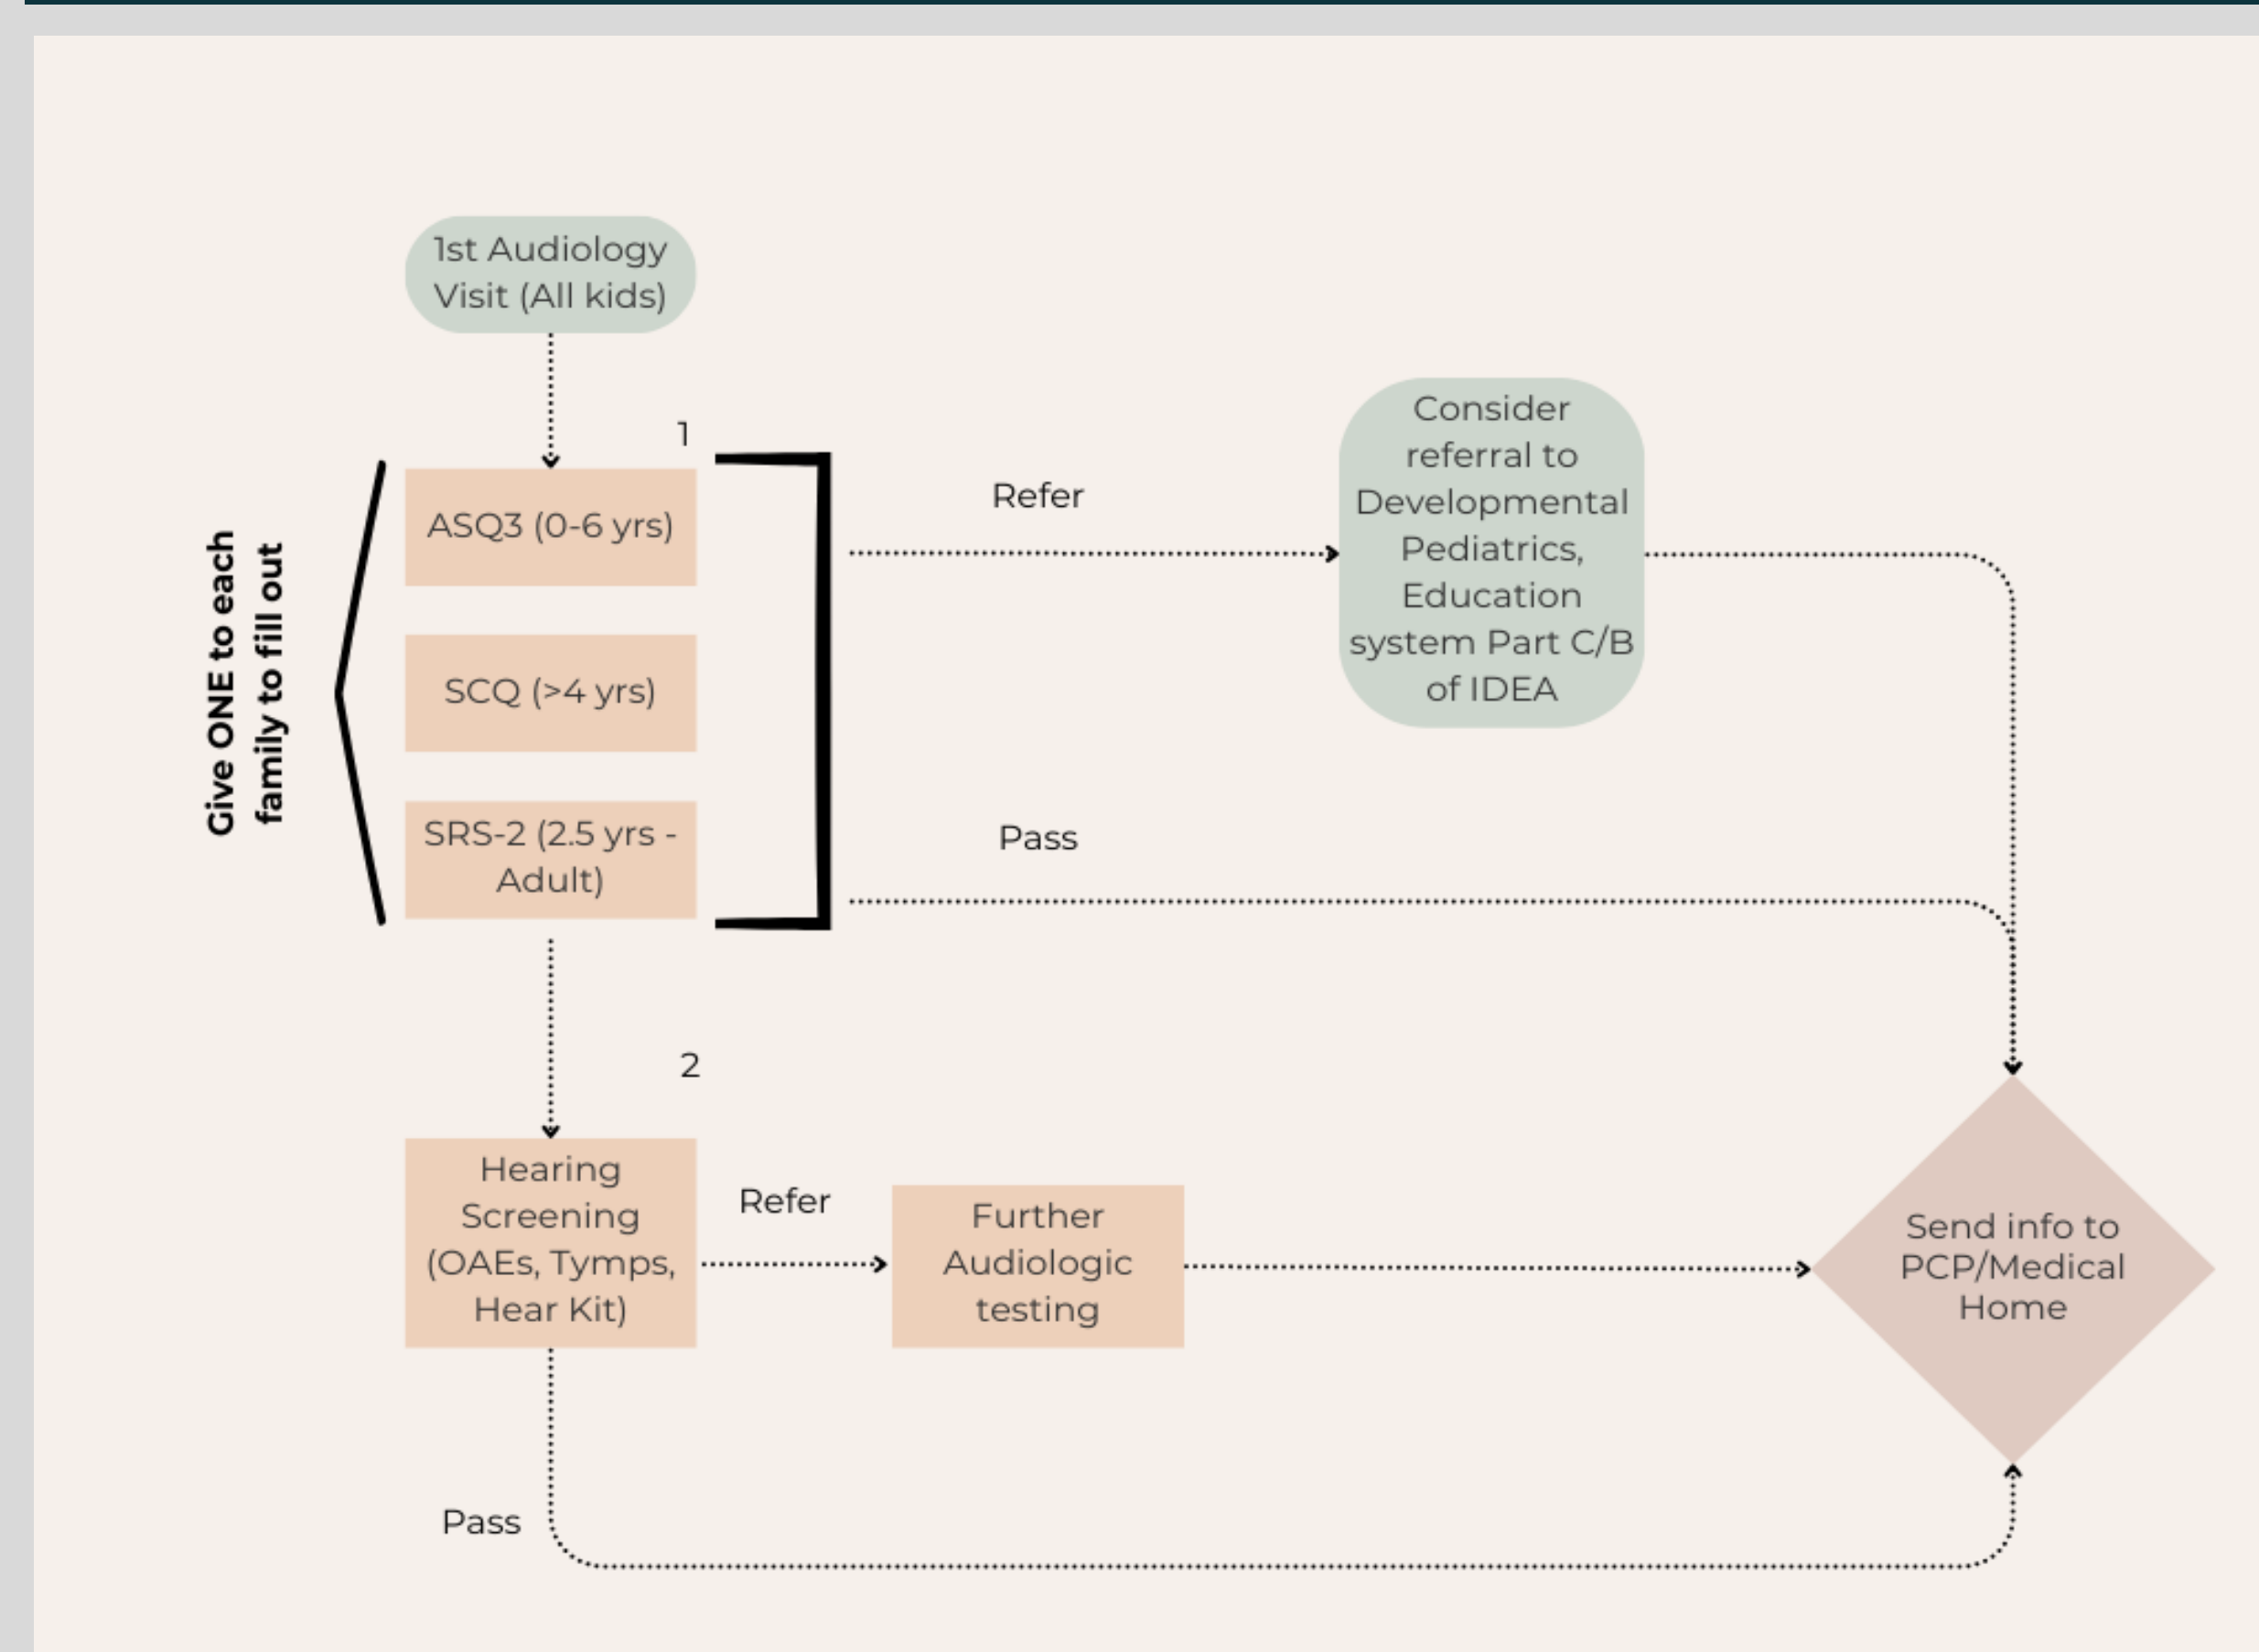 1st Audiology
Visit (All kids)
1
Give ONE to each
family to fill out
ASQ3 (0-6 yrs)
SCQ (>4 yrs)
SRS-2 (2.5 yrs -
Adult)
Refer
Consider
referral to
Developmental
Pediatrics,
Education
system Part C/B
of IDEA
Pass
2
Hearing
Screening
(OAEs, Tymps,
Hear Kit)
Refer
Further
Audiologic
testing
Send info to
PCP/Medical
Home
Pass